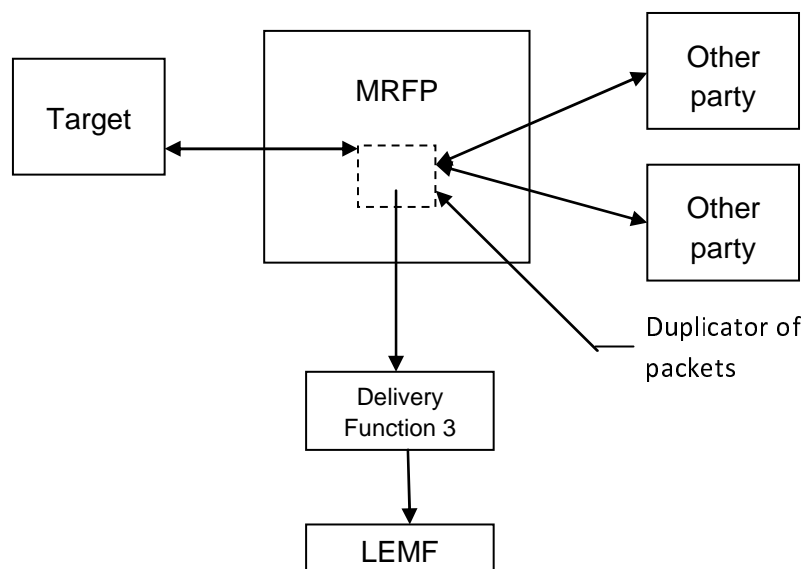 Target
MRFP
Other
party
Other
party
Duplicator of
packets
Delivery
Function 3
LEMF